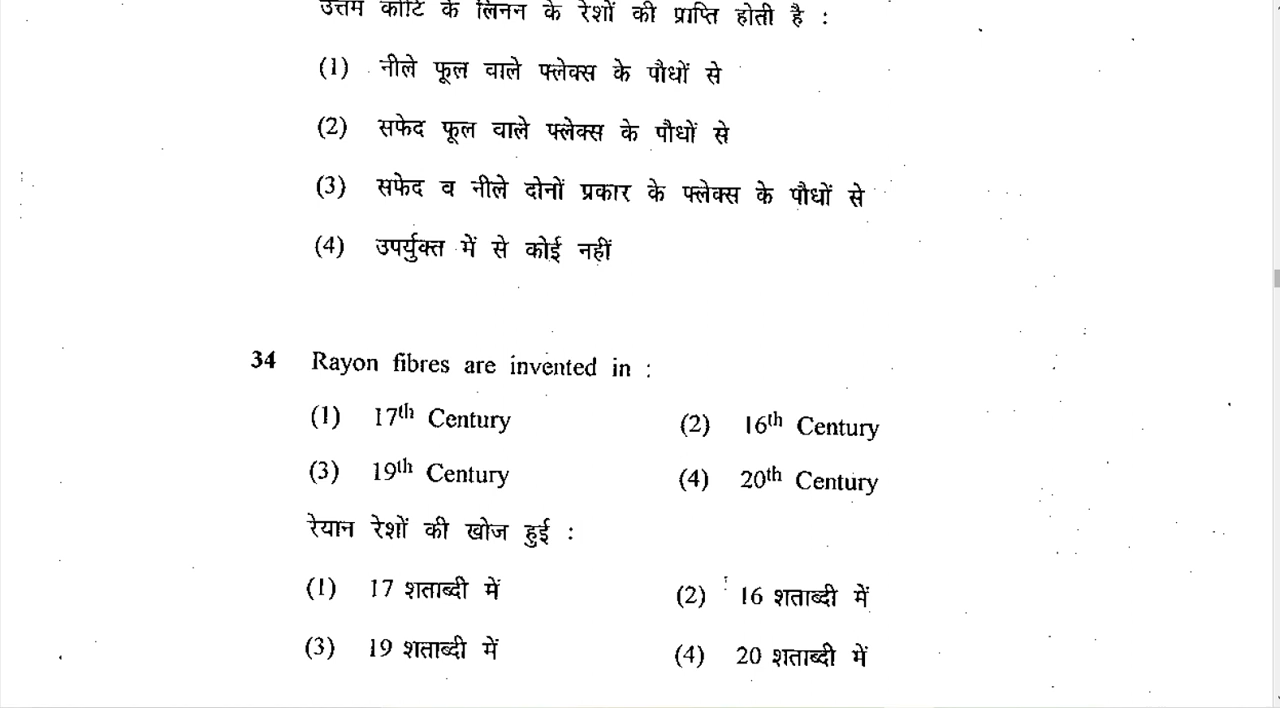 उत्तम कोटि के लिनन के रेशों की प्राप्ति होती है :
(1) नीले फूल वाले फ्लेक्स के पौधों से
(2) सफेद फूल वाले फ्लेक्स के पौधों से
(3) सफेद व नीले दोनों प्रकार के फ्लेक्स के पौधों से
(4) उपर्युक्त में से कोई नहीं
34 Rayon fibres are invented in :
(1) 17th Century (2) 16th Century
(3) 19th Century (4) 20th Century
रेयान रेशों की खोज हुई :
(1) 17 शताब्दी में (2) 16 शताब्दी में
(3) 19 शताब्दी में (4) 20 शताब्दी में